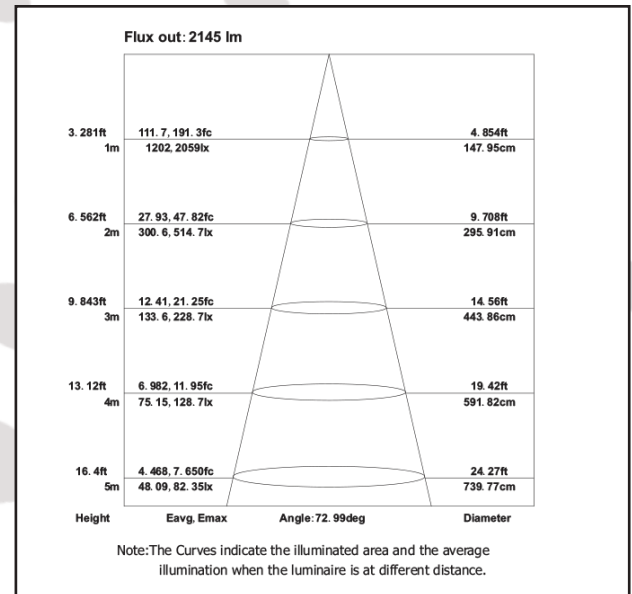 Flux out: 2145 lm
3.281ft 111.7, 191.3fc 4.854ft
1m 1202, 2059lx 147.95cm
6.562ft 27.93, 47.82fc 9.708ft
2m 300.6, 514.7lx 295.91cm
9.843ft 12.41, 21.25fc 14.56ft
3m 133.6, 228.7lx 443.86cm
13.12ft 6.982, 11.95fc 19.42ft
4m 75.15, 128.7lx 591.82cm
16.4ft 4.468, 7.650fc 24.27ft
5m 48.09, 82.35lx 739.77cm
Height Eavg, Emax Angle:72.99deg Diameter
Note:The Curves indicate the illuminated area and the average
illumination when the luminaire is at different distance.